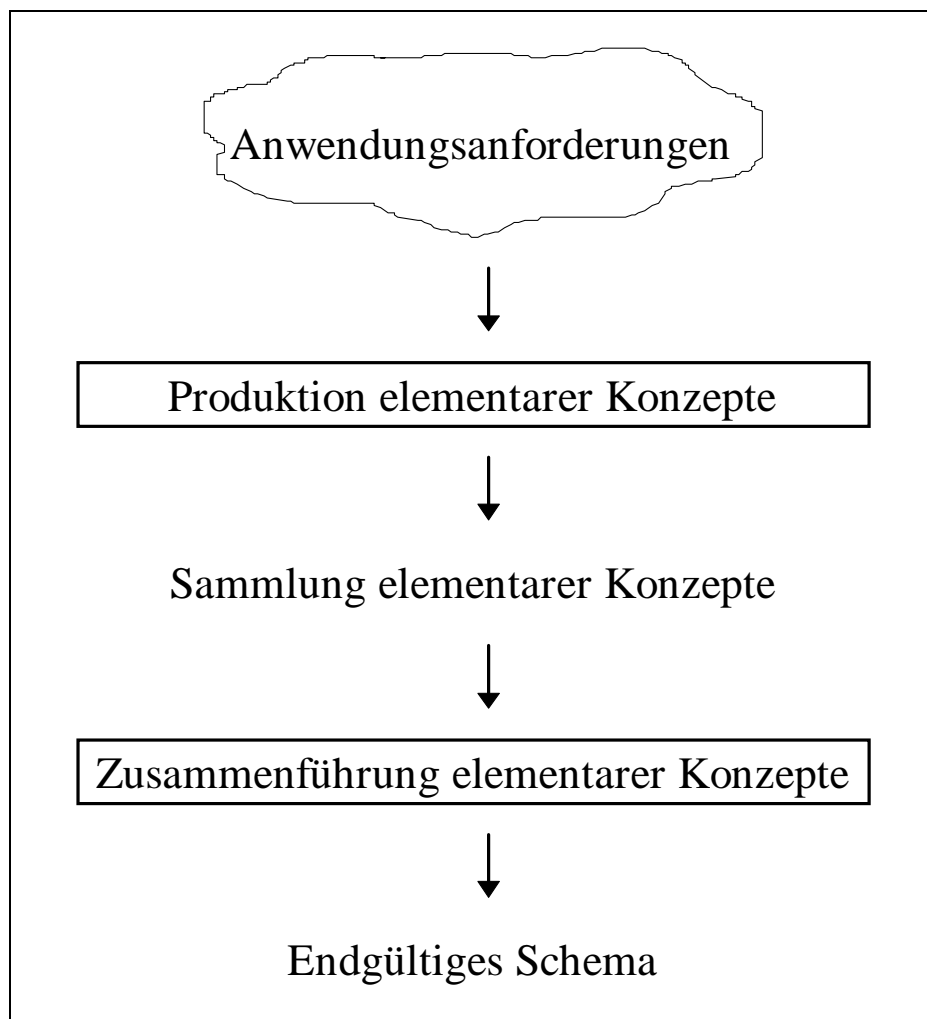 Anwendungsanforderungen
Produktion elementarer Konzepte
Sammlung elementarer Konzepte
Zusammenführung elementarer Konzepte
Endgültiges Schema